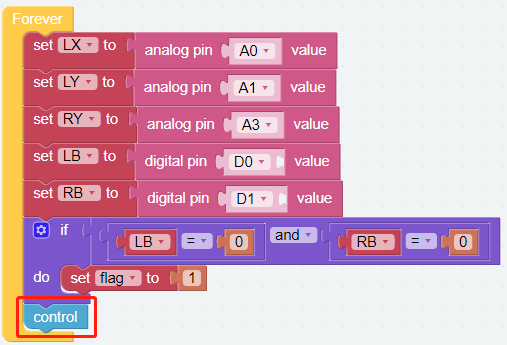 Forever
set LX to analog pin A0 value
set LY to analog pin A1 value
set RY to analog pin A3 value
set LB to digital pin D0 value
set RB to digital pin D1 value
if LB = 0 and RB = 0
do set flag to 1
control